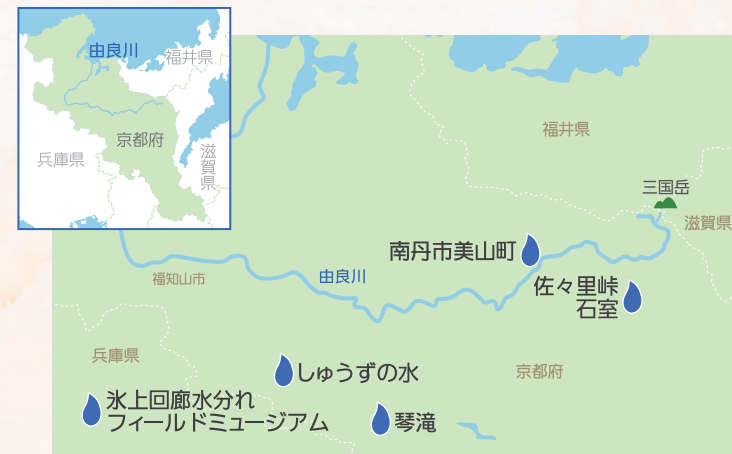 由良川
福井県
京都府
兵庫県
滋賀県
福井県
三国岳
滋賀県
南丹市美山町
福知山市
由良川
佐々里峠
石室
兵庫県
しゅうずの水
京都府
氷上回廊水分れ
フィールドミュージアム
琴滝